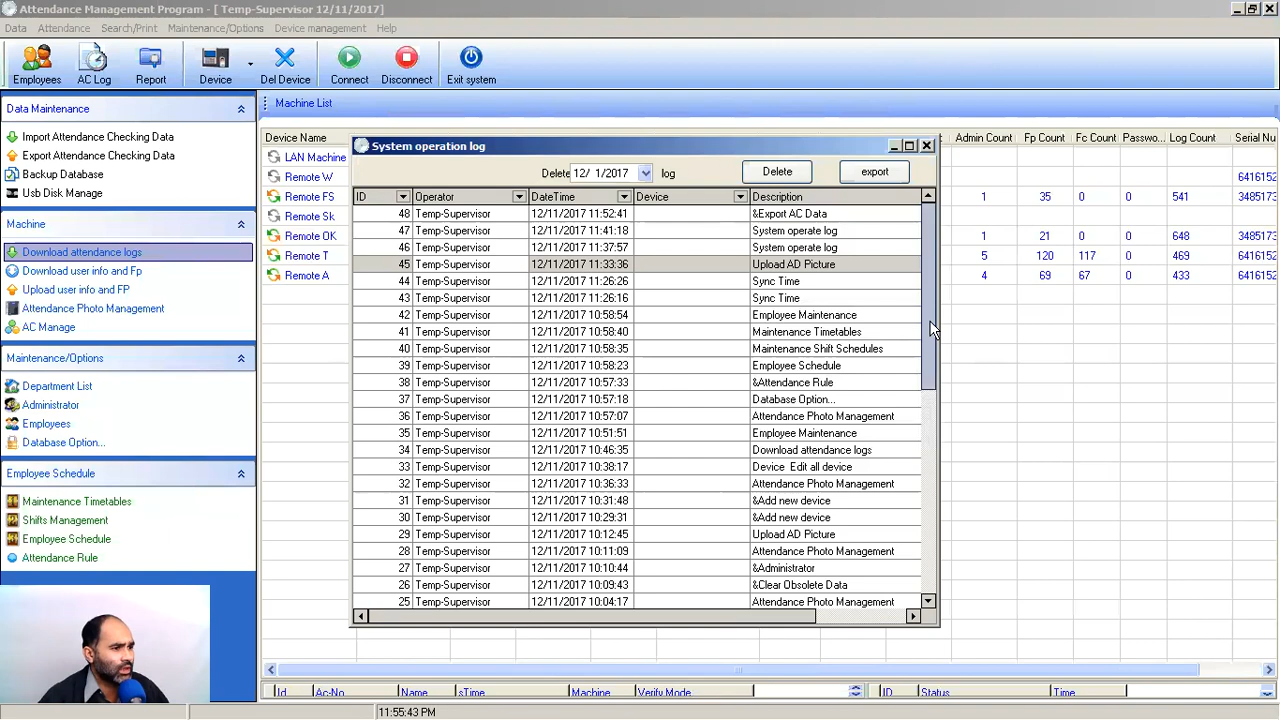 Attendance Management Program - [ Temp-Supervisor 12/11/2017]
Data Attendance Search/Print Maintenance/Options Device management Help
Employees AC Log Report Device Del Device Connect Disconnect Exit system
Data Maintenance
Import Attendance Checking Data
Export Attendance Checking Data
Backup Database
Usb Disk Manage
Machine
Download attendance logs
Download user info and Fp
Upload user info and FP
Attendance Photo Management
AC Manage
Maintenance/Options
Department List
Administrator
Employees
Database Option...
Employee Schedule
Maintenance Timetables
Shifts Management
Employee Schedule
Attendance Rule
Machine List
Device Name Admin Count Fp Count Fc Count Passwo... Log Count Serial Nu
LAN Machine
Remote W 6416152
Remote FS 1 35 0 0 541 3485173
Remote Sk
Remote OK 1 21 0 0 648 3485173
Remote T 5 120 117 0 469 6416152
Remote A 4 69 67 0 433 6416152
System operation log
Delete 12/ 1/2017 log Delete export
ID Operator DateTime Device Description
48 Temp-Supervisor 12/11/2017 11:52:41 &Export AC Data
47 Temp-Supervisor 12/11/2017 11:41:18 System operate log
46 Temp-Supervisor 12/11/2017 11:37:57 System operate log
45 Temp-Supervisor 12/11/2017 11:33:36 Upload AD Picture
44 Temp-Supervisor 12/11/2017 11:26:26 Sync Time
43 Temp-Supervisor 12/11/2017 11:26:16 Sync Time
42 Temp-Supervisor 12/11/2017 10:58:54 Employee Maintenance
41 Temp-Supervisor 12/11/2017 10:58:40 Maintenance Timetables
40 Temp-Supervisor 12/11/2017 10:58:35 Maintenance Shift Schedules
39 Temp-Supervisor 12/11/2017 10:58:23 Employee Schedule
38 Temp-Supervisor 12/11/2017 10:57:33 &Attendance Rule
37 Temp-Supervisor 12/11/2017 10:57:18 Database Option...
36 Temp-Supervisor 12/11/2017 10:57:07 Attendance Photo Management
35 Temp-Supervisor 12/11/2017 10:51:51 Employee Maintenance
34 Temp-Supervisor 12/11/2017 10:46:35 Download attendance logs
33 Temp-Supervisor 12/11/2017 10:38:17 Device Edit all device
32 Temp-Supervisor 12/11/2017 10:36:33 Attendance Photo Management
31 Temp-Supervisor 12/11/2017 10:31:48 &Add new device
30 Temp-Supervisor 12/11/2017 10:29:31 &Add new device
29 Temp-Supervisor 12/11/2017 10:12:45 Upload AD Picture
28 Temp-Supervisor 12/11/2017 10:11:09 Attendance Photo Management
27 Temp-Supervisor 12/11/2017 10:10:44 &Administrator
26 Temp-Supervisor 12/11/2017 10:09:43 &Clear Obsolete Data
25 Temp-Supervisor 12/11/2017 10:04:17 Attendance Photo Management
Id Ac-No Name sTime Machine Verify Mode ID Status Time
11:55:43 PM